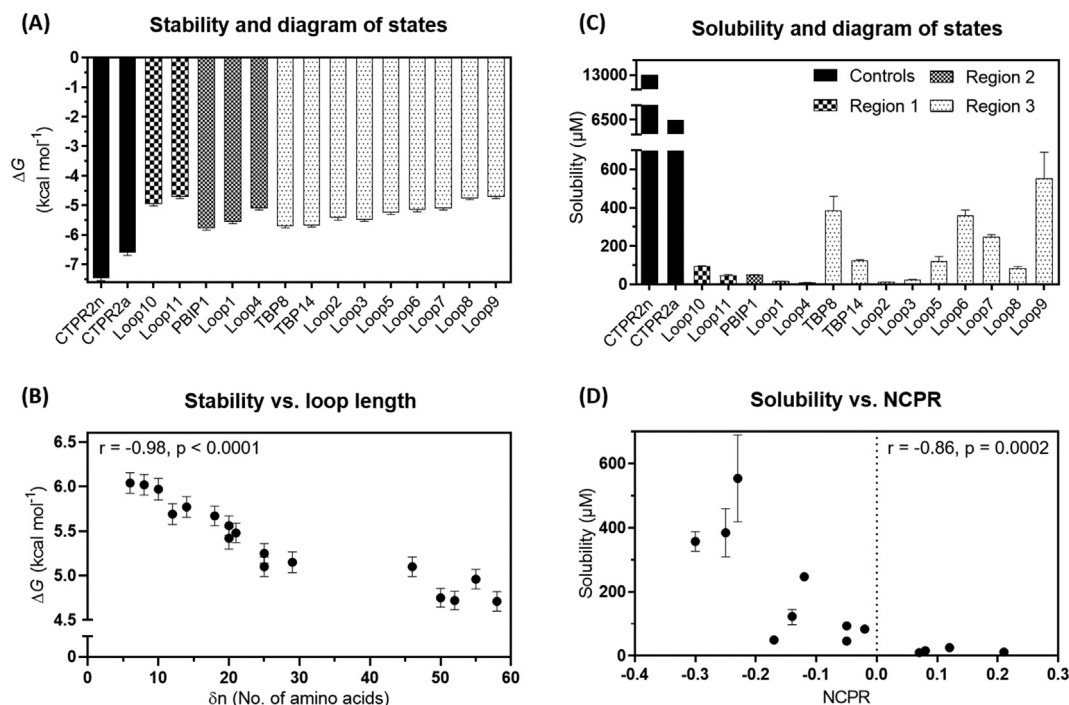 (A)
Stability and diagram of states
0
-1
-2
-3
-4
-5
-6
-7
ΔG
(kcal mol⁻¹)
CTPR2n
CTPR2a
Loop10
Loop11
PBIP1
Loop1
Loop4
TBP8
TBP14
Loop2
Loop3
Loop5
Loop6
Loop7
Loop8
Loop9
(C)
Solubility and diagram of states
13000
6500
600
400
200
0
Solubility (µM)
Controls
Region 1
Region 2
Region 3
CTPR2n
CTPR2a
Loop10
Loop11
PBIP1
Loop1
Loop4
TBP8
TBP14
Loop2
Loop3
Loop5
Loop6
Loop7
Loop8
Loop9
(B)
Stability vs. loop length
r = -0.98, p < 0.0001
6.5
6.0
5.5
5.0
4.5
0
ΔG (kcal mol⁻¹)
0 10 20 30 40 50 60
δn (No. of amino acids)
(D)
Solubility vs. NCPR
r = -0.86, p = 0.0002
600
400
200
0
Solubility (µM)
-0.4 -0.3 -0.2 -0.1 0.0 0.1 0.2 0.3
NCPR